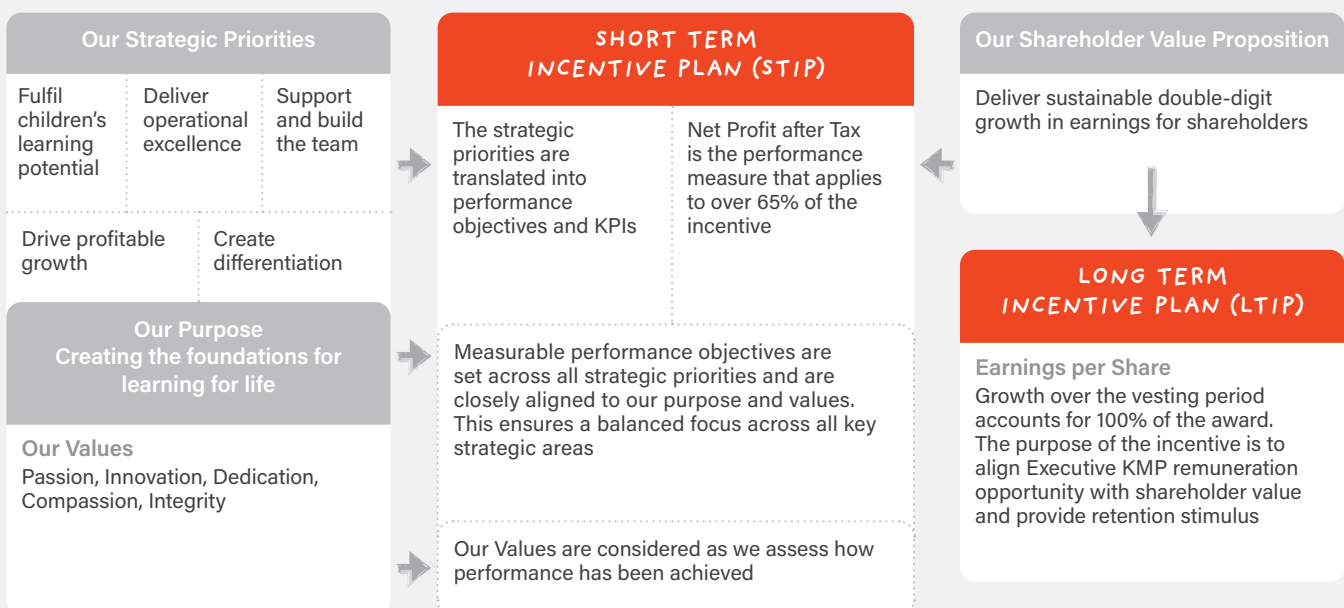 Our Strategic Priorities
Fulfil
children's
learning
potential
Deliver
operational
excellence
Support
and build
the team
Drive profitable
growth
Create
differentiation
Our Purpose
Creating the foundations for
learning for life
Our Values
Passion, Innovation, Dedication,
Compassion, Integrity
SHORT TERM
INCENTIVE PLAN (STIP)
The strategic
priorities are
translated into
performance
objectives and KPIs
Net Profit after Tax
is the performance
measure that applies
to over 65% of the
incentive
Measurable performance objectives are
set across all strategic priorities and are
closely aligned to our purpose and values.
This ensures a balanced focus across all key
strategic areas
Our Values are considered as we assess how
performance has been achieved
Our Shareholder Value Proposition
Deliver sustainable double-digit
growth in earnings for shareholders
LONG TERM
INCENTIVE PLAN (LTIP)
Earnings per Share
Growth over the vesting period
accounts for 100% of the award.
The purpose of the incentive is to
align Executive KMP remuneration
opportunity with shareholder value
and provide retention stimulus